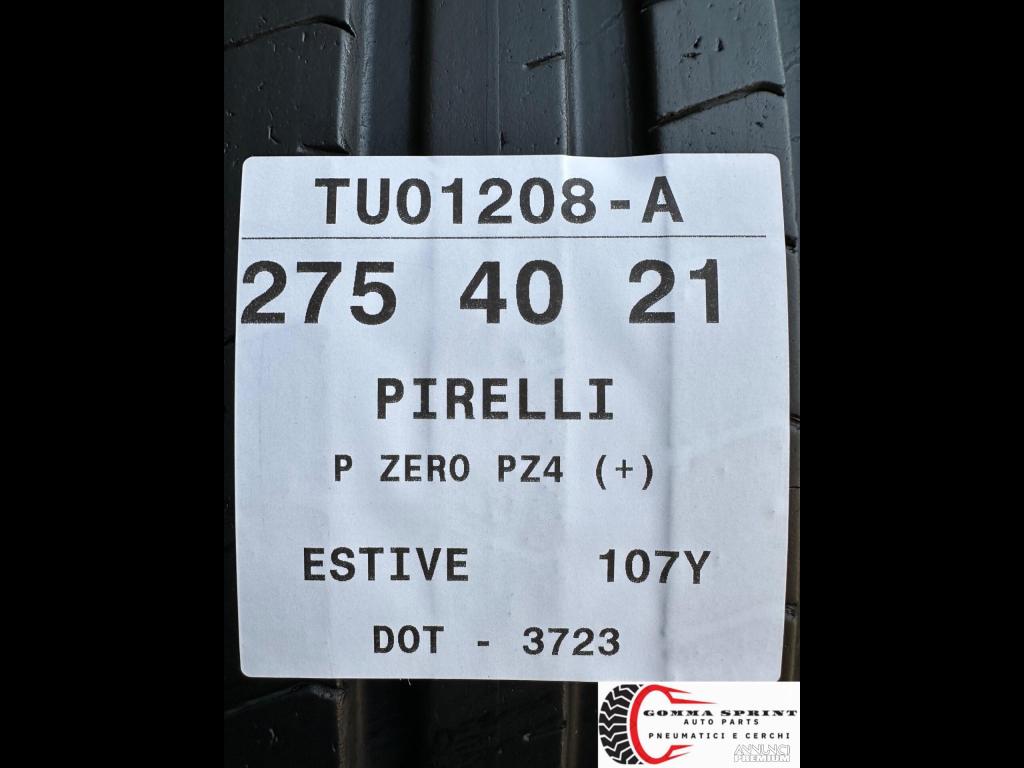 TU01208-A
275 40 21
PIRELLI
P ZERO PZ4 (+)
ESTIVE 107Y
DOT - 3723
GOMMA SPRINT
AUTO PARTS
PNEUMATICI E CERCHI
ANNUNCI
PREMIUM